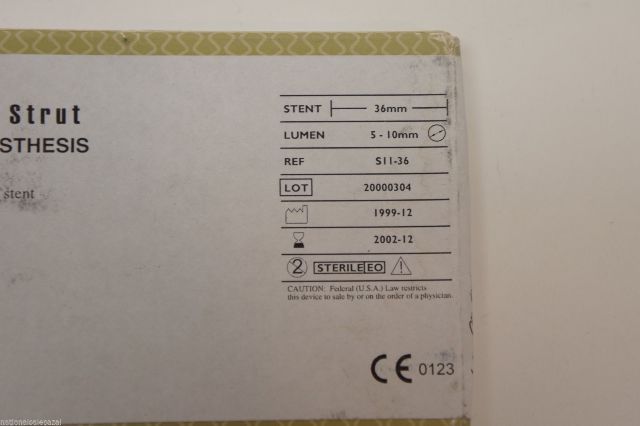 Strut
STHESIS
stent
STENT 36mm
LUMEN 5 - 10mm
REF S11-36
LOT 20000304
1999-12
2002-12
2 STERILE EO
CAUTION: Federal (U.S.A.) Law restricts
this device to sale by or on the order of a physician.
CE 0123